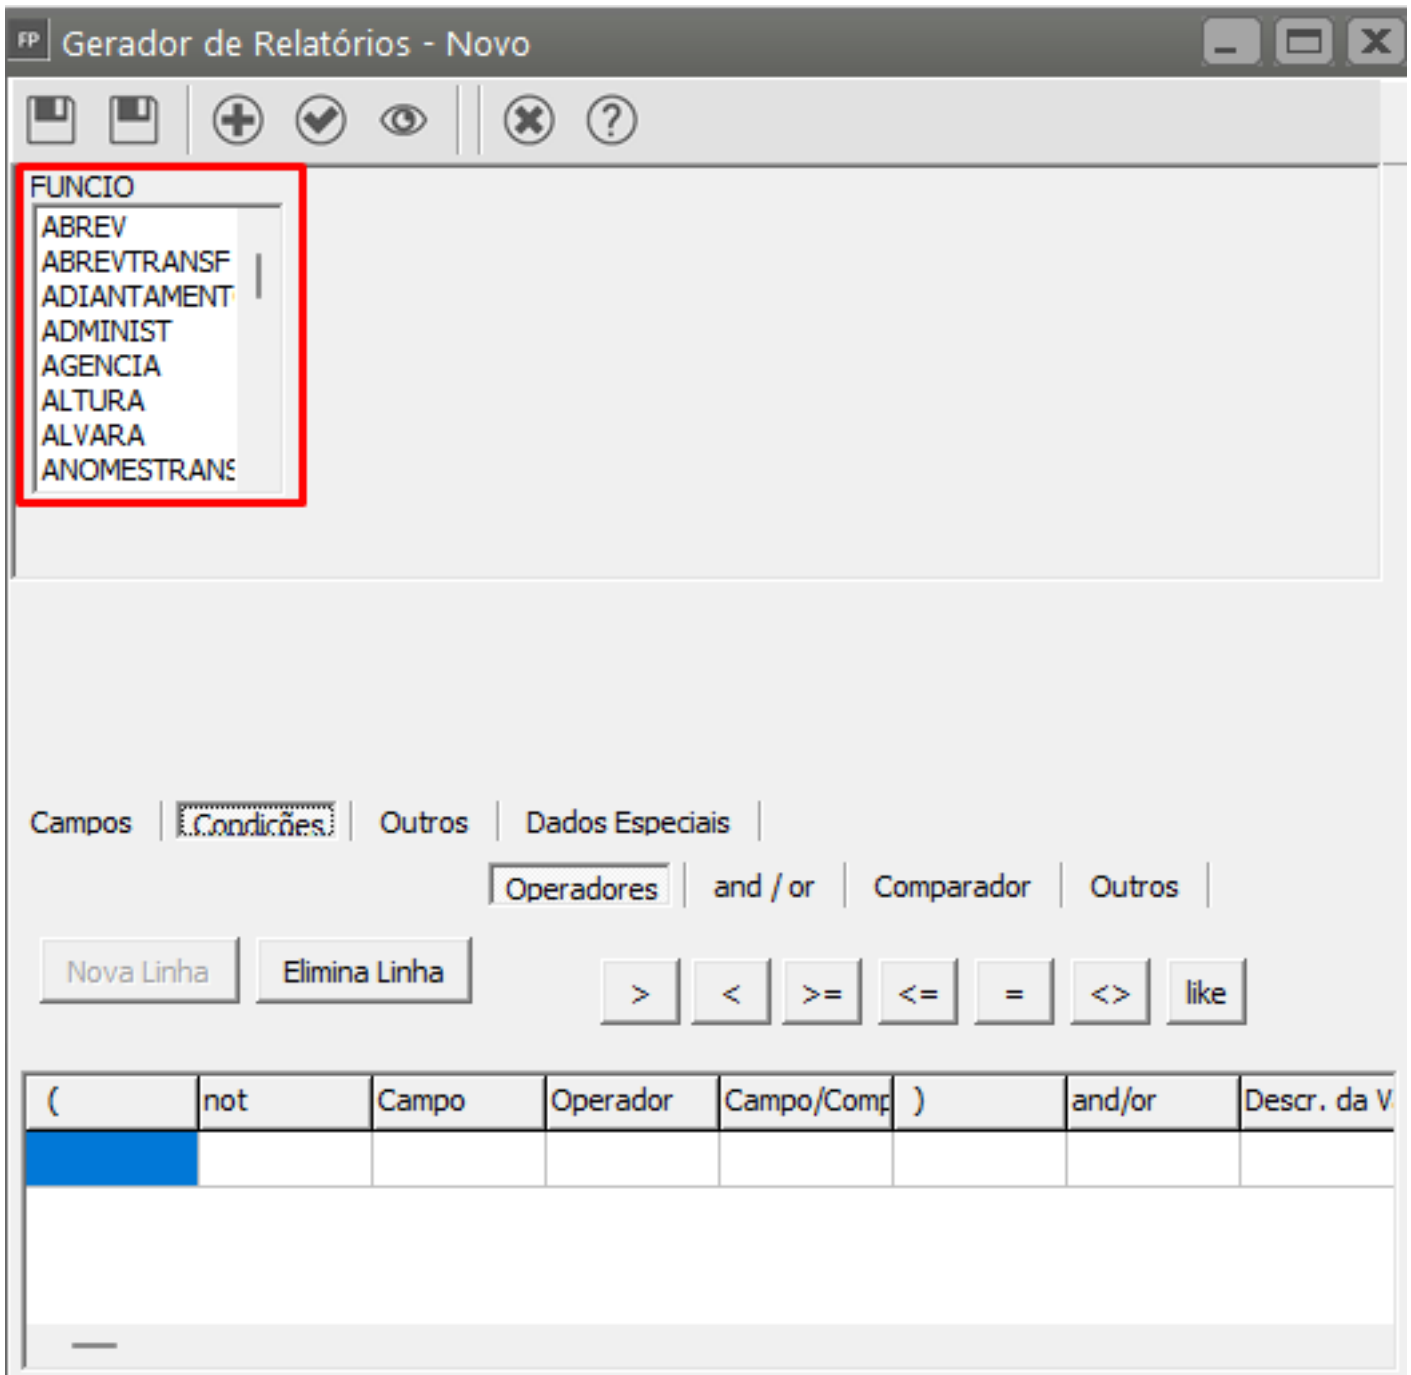 FP Gerador de Relatórios - Novo
FUNCIO
ABREV
ABREVTRANSF
ADIANTAMENT
ADMINIST
AGENCIA
ALTURA
ALVARA
ANOMESTRANS
Campos Condições Outros Dados Especiais
Operadores and / or Comparador Outros
Nova Linha Elimina Linha > < >= <= = <> like
( not Campo Operador Campo/Comp ) and/or Descr. da V